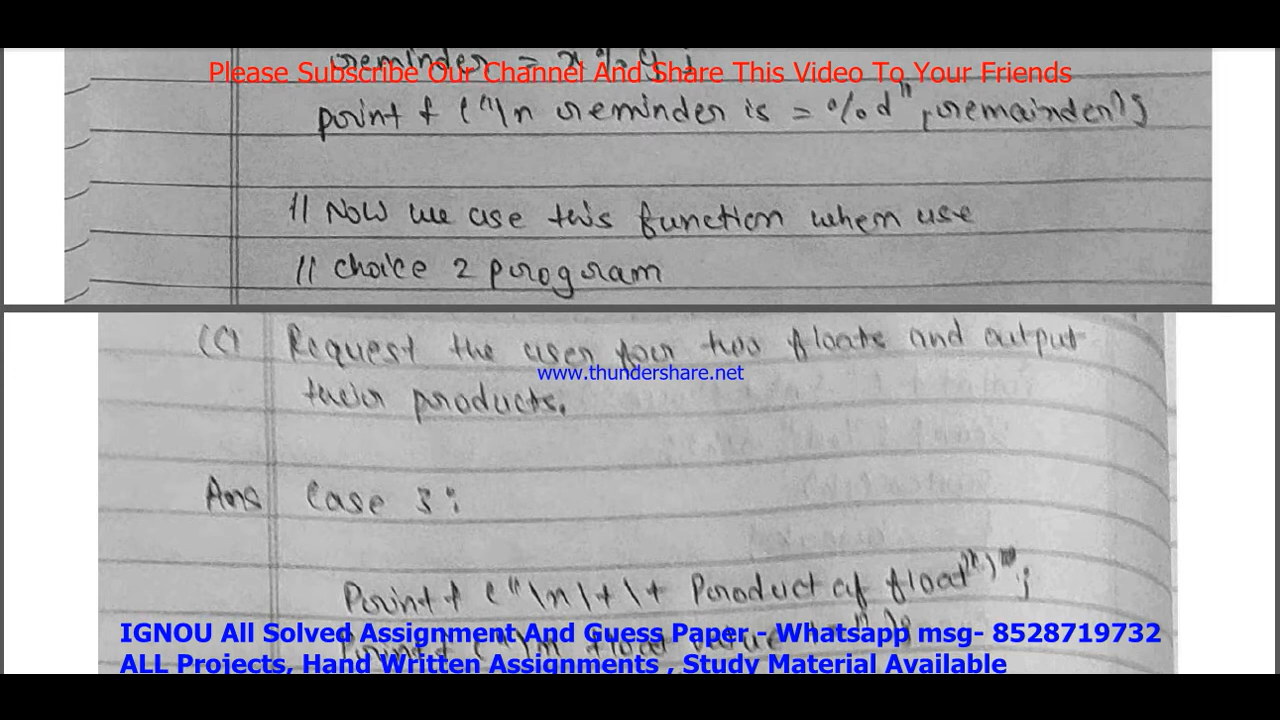 reminder = x % y ;
Please Subscribe Our Channel And Share This Video To Your Friends
printf ("\n reminder is = %d", remainder);
// Now we use this function when use
// choice 2 program
(C) Request the user for two floats and output
www.thundershare.net
their products.
Ans Case 3:
Printf ("\n\t\t Product of float");
IGNOU All Solved Assignment And Guess Paper - Whatsapp msg- 8528719732
ALL Projects, Hand Written Assignments , Study Material Available